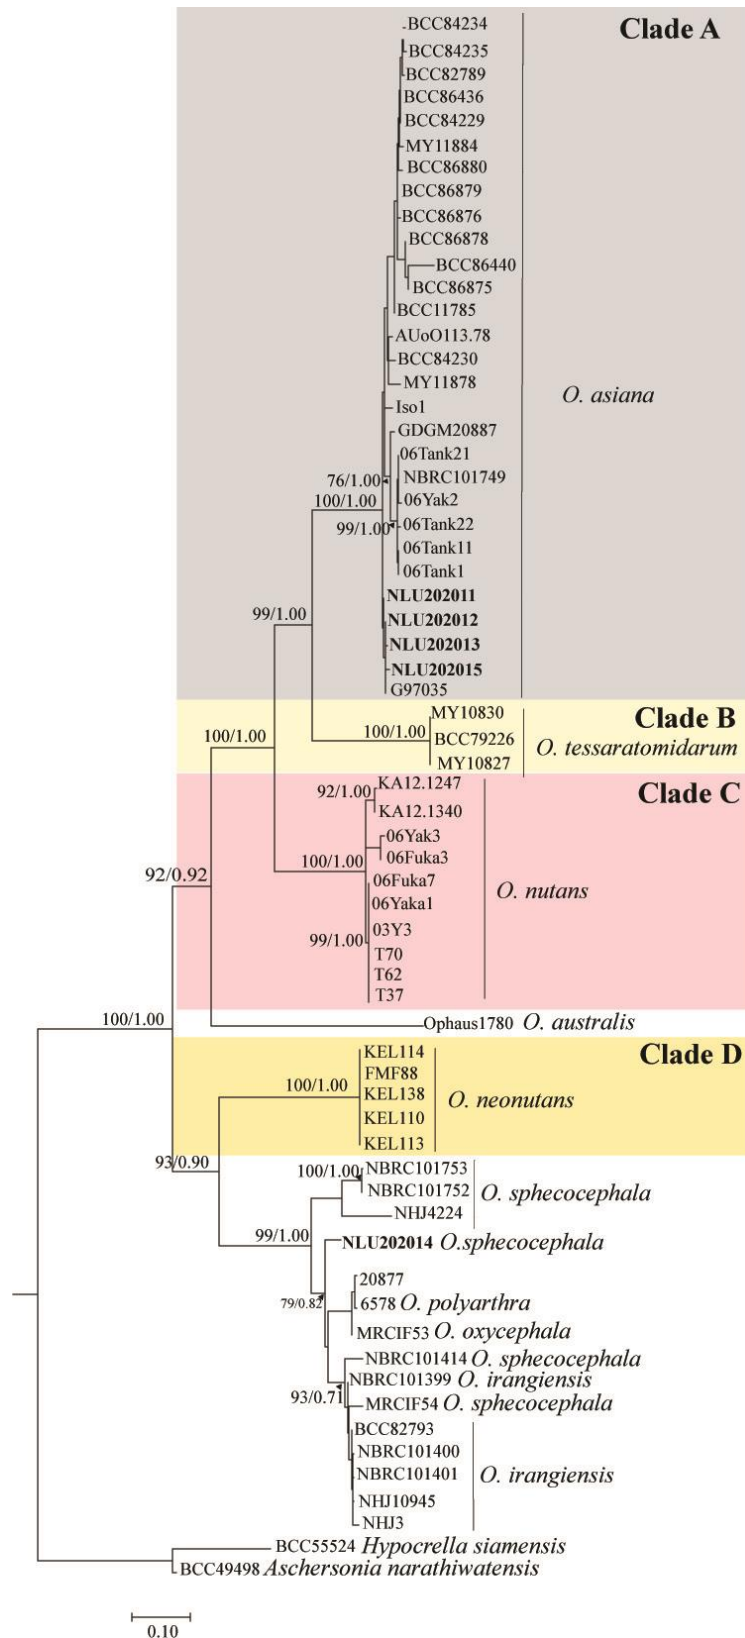 Clade A
BCC84234
BCC84235
BCC82789
BCC86436
BCC84229
MY11884
BCC86880
BCC86879
BCC86876
BCC86878
BCC86440
BCC86875
BCC11785
AUoO113.78
BCC84230
MY11878
O. asiana
Iso1
GDGM20887
06Tank21
76/1.00
NBRC101749
100/1.00
06Yak2
99/1.00
06Tank22
06Tank11
06Tank1
NLU202011
99/1.00
NLU202012
NLU202013
NLU202015
G97035
Clade B
MY10830
100/1.00
100/1.00
BCC79226
O. tessaratomidarum
MY10827
Clade C
92/1.00
KA12.1247
KA12.1340
06Yak3
100/1.00
06Fuka3
92/0.92
06Fuka7
O. nutans
06Yaka1
03Y3
99/1.00
T70
T62
T37
100/1.00
Ophaus1780 O. australis
Clade D
KEL114
FMF88
100/1.00
KEL138
O. neonutans
KEL110
KEL113
93/0.90
100/1.00
NBRC101753
NBRC101752
O. sphecocephala
NHJ4224
99/1.00
NLU202014 O.sphecocephala
20877
79/0.82
6578 O. polyarthra
MRCIF53 O. oxycephala
NBRC101414 O. sphecocephala
NBRC101399 O. irangiensis
93/0.71
MRCIF54 O. sphecocephala
BCC82793
NBRC101400
NBRC101401
O. irangiensis
NHJ10945
NHJ3
BCC55524 Hypocrella siamensis
BCC49498 Aschersonia narathiwatensis
0.10